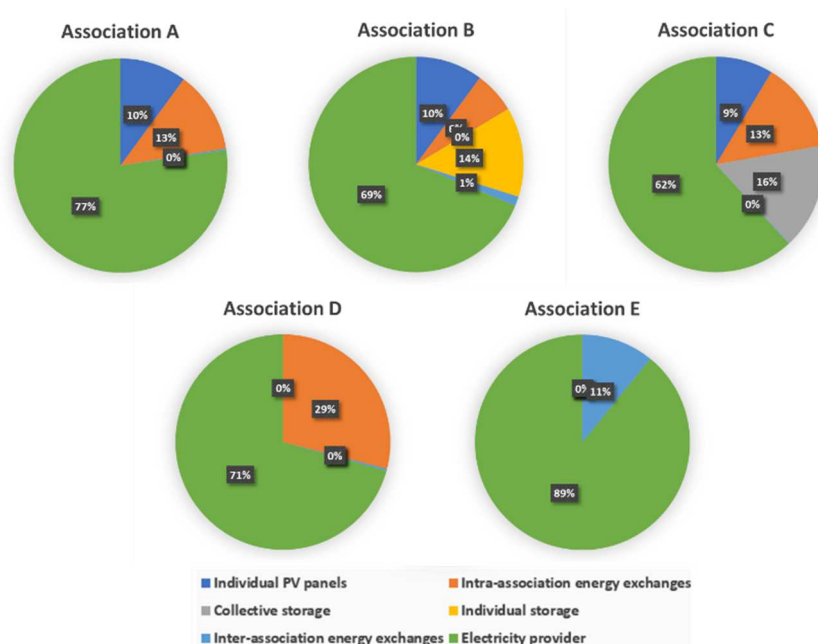 Association A
Association B
Association C
10%
13%
0%
77%
10%
0%
14%
1%
69%
9%
13%
16%
0%
62%
Association D
Association E
0%
29%
0%
71%
0%
11%
89%
Individual PV panels
Intra-association energy exchanges
Collective storage
Individual storage
Inter-association energy exchanges
Electricity provider